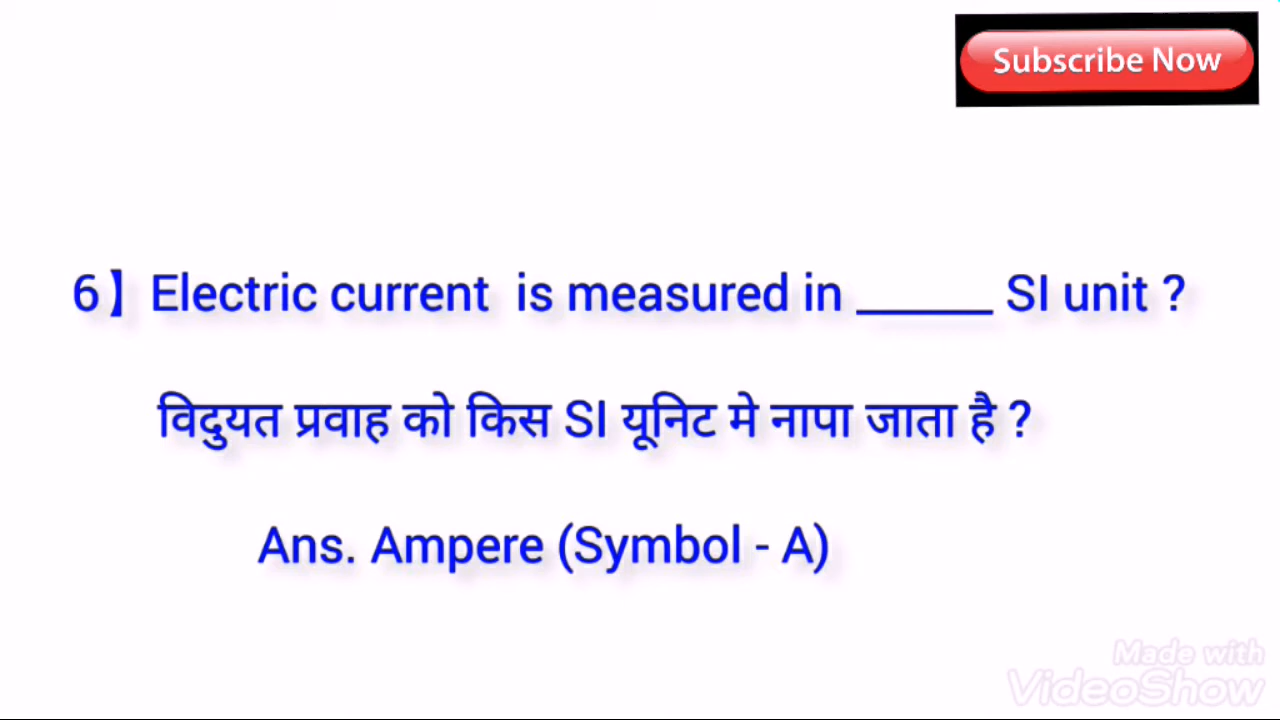 Subscribe Now
6】Electric current is measured in ______ SI unit ?
विदुयत प्रवाह को किस SI यूनिट मे नापा जाता है ?
Ans. Ampere (Symbol - A)
Made with
VideoShow